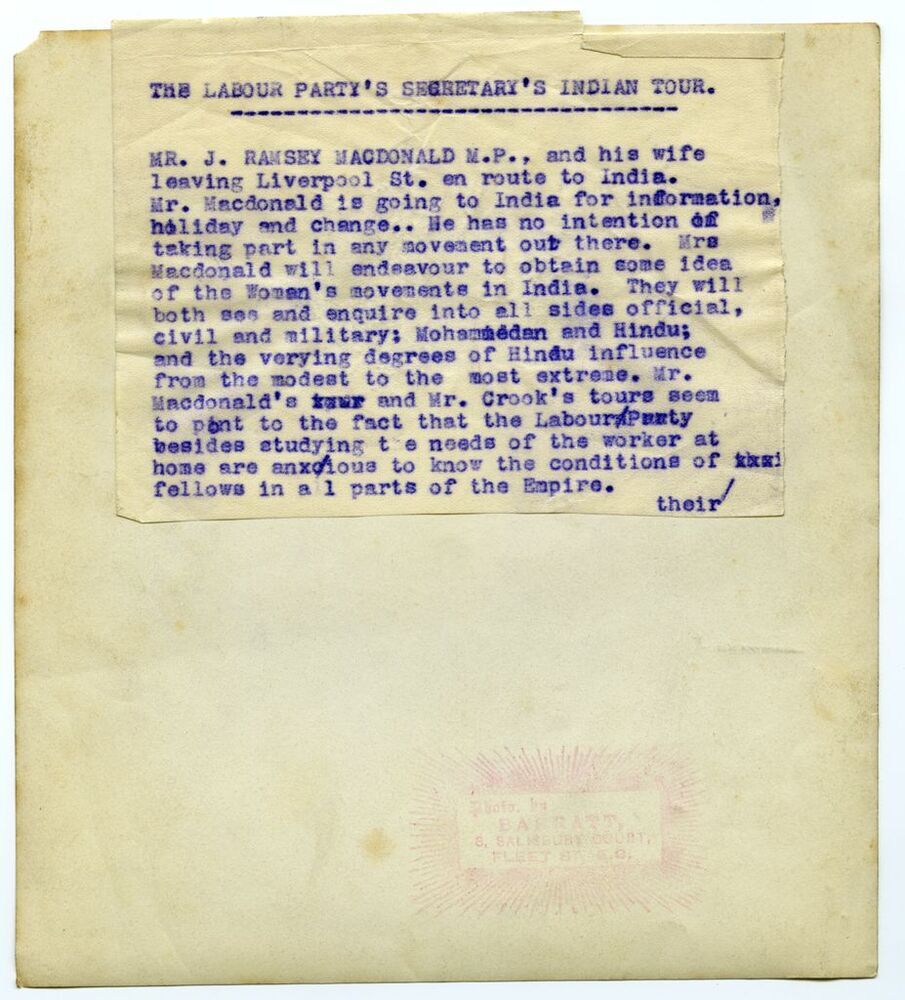 THE LABOUR PARTY'S SECRETARY'S INDIAN TOUR.
MR. J. RAMSEY MACDONALD M.P., and his wife
leaving Liverpool St. en route to India.
Mr. Macdonald is going to India for information,
holiday and change.. He has no intention of
taking part in any movement out there. Mrs
Macdonald will endeavour to obtain some idea
of the Woman's movements in India. They will
both see and enquire into all sides official,
civil and military; Mohammedan and Hindu;
and the verying degrees of Hindu influence
from the modest to the most extreme. Mr.
Macdonald's and Mr. Crook's tours seem
to point to the fact that the Labour/Party
besides studying t e needs of the worker at
home are anxious to know the conditions of
fellows in a l parts of the Empire.
their/
Photo. by
BARRATT,
8, SALISBURY COURT,
FLEET ST. E.C.